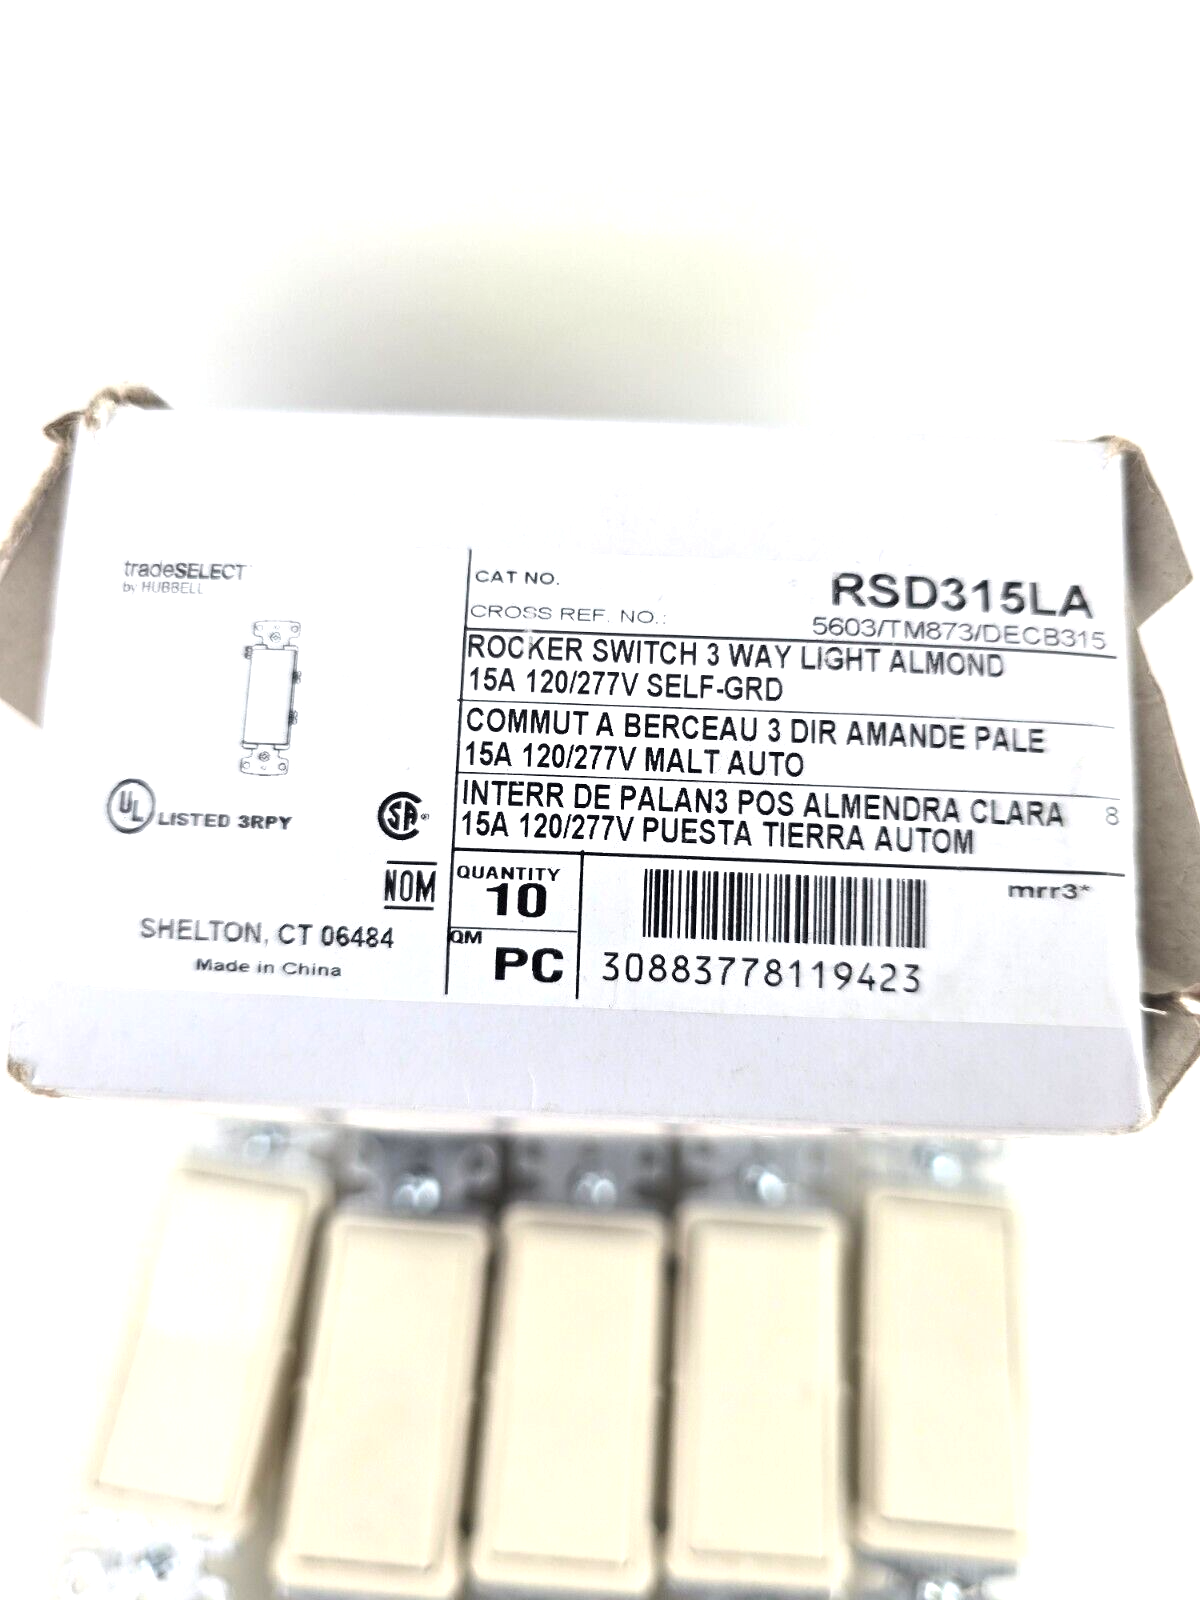 tradeSELECT
by HUBBELL
UL LISTED 3RPY
SA ®
NOM
SHELTON, CT 06484
Made in China
CAT NO. RSD315LA
CROSS REF. NO.: 5603/TM873/DECB315
ROCKER SWITCH 3 WAY LIGHT ALMOND
15A 120/277V SELF-GRD
COMMUT A BERCEAU 3 DIR AMANDE PALE
15A 120/277V MALT AUTO
INTERR DE PALAN3 POS ALMENDRA CLARA 8
15A 120/277V PUESTA TIERRA AUTOM
QUANTITY
10
QM
PC
mrr3*
30883778119423